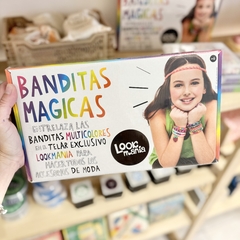 BANDITAS
MAGICAS
ENTRELAZA LAS
BANDITAS MULTICOLORES
EN EL TELAR EXCLUSIVO
LOOKMANIA PARA
HACER TODOS LOS
ACCESORIOS DE MODA
LOOK
mania